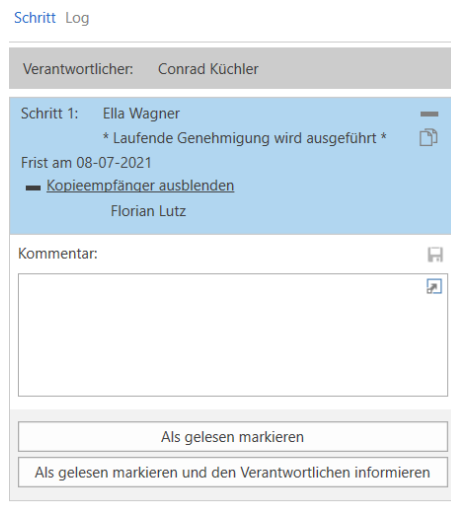 Schritt Log
Verantwortlicher: Conrad Küchler
Schritt 1: Ella Wagner
* Laufende Genehmigung wird ausgeführt *
Frist am 08-07-2021
Kopieempfänger ausblenden
Florian Lutz
Kommentar:
Als gelesen markieren
Als gelesen markieren und den Verantwortlichen informieren